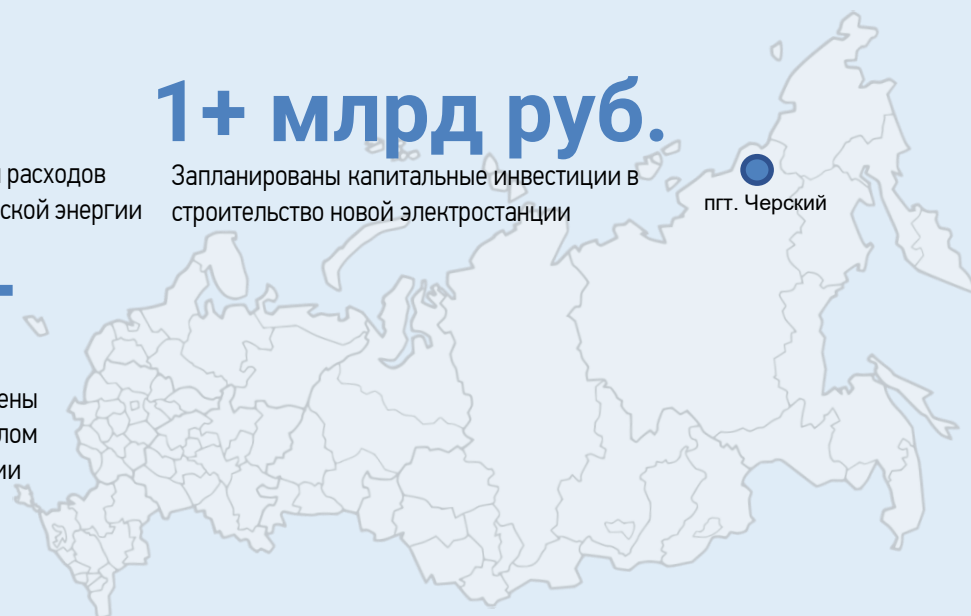 1+ млрд руб.
расходов
ской энергии
Запланированы капитальные инвестиции в
строительство новой электростанции
пгт. Черский
ены
лом
ии